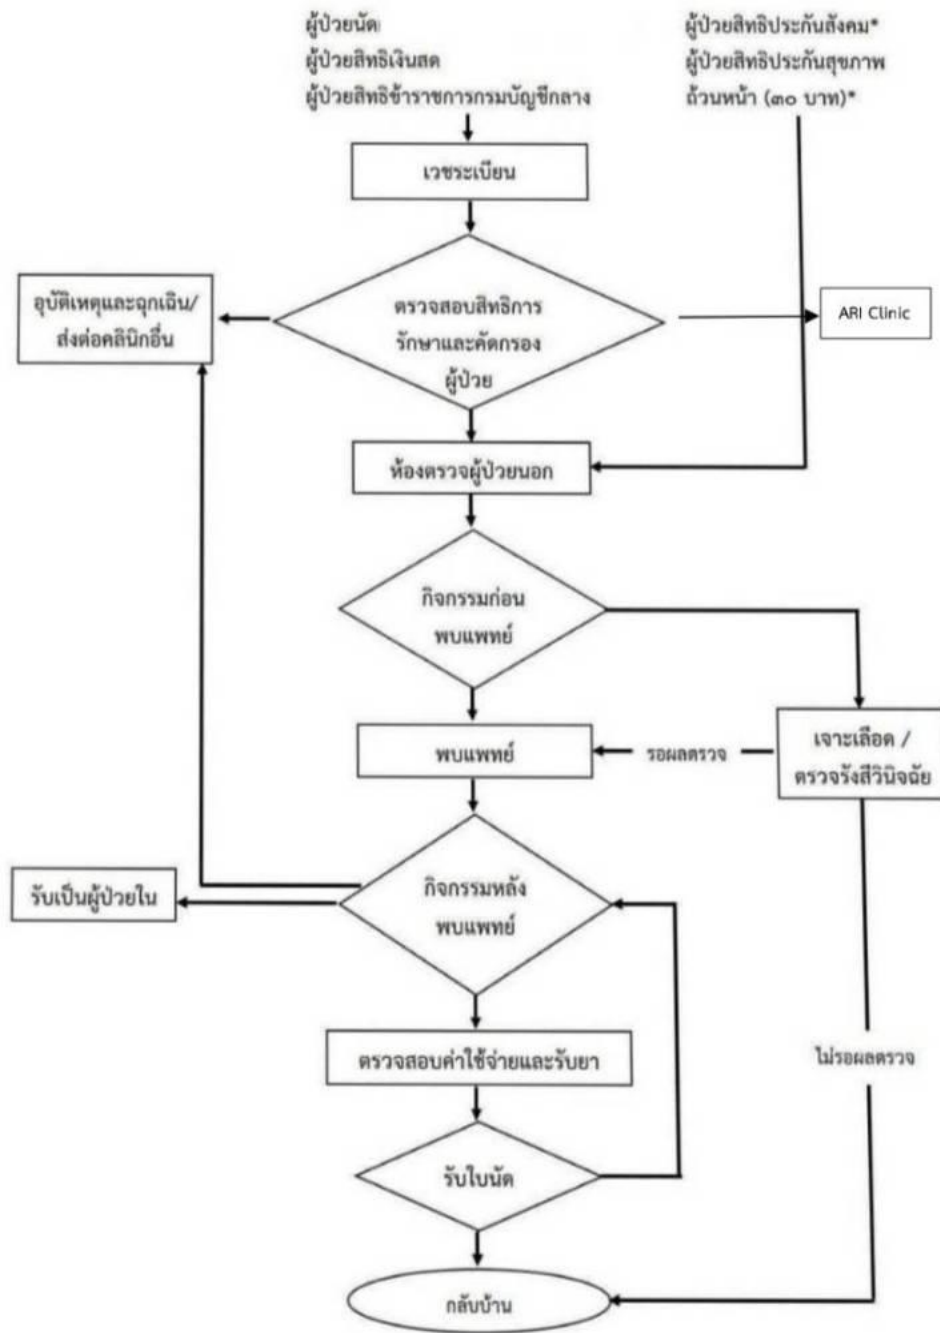 ผู้ป่วยนัด
ผู้ป่วยสิทธิเงินสด
ผู้ป่วยสิทธิข้าราชการกรมบัญชีกลาง
ผู้ป่วยสิทธิประกันสังคม*
ผู้ป่วยสิทธิประกันสุขภาพ
ถ้วนหน้า (๓๐ บาท)*
เวชระเบียน
อุบัติเหตุและฉุกเฉิน/
ส่งต่อคลินิกอื่น
ตรวจสอบสิทธิการ
รักษาและคัดกรอง
ผู้ป่วย
ARI Clinic
ห้องตรวจผู้ป่วยนอก
กิจกรรมก่อน
พบแพทย์
พบแพทย์
รอผลตรวจ
เจาะเลือด /
ตรวจรังสีวินิจฉัย
รับเป็นผู้ป่วยใน
กิจกรรมหลัง
พบแพทย์
ตรวจสอบค่าใช้จ่ายและรับยา
ไม่รอผลตรวจ
รับใบนัด
กลับบ้าน